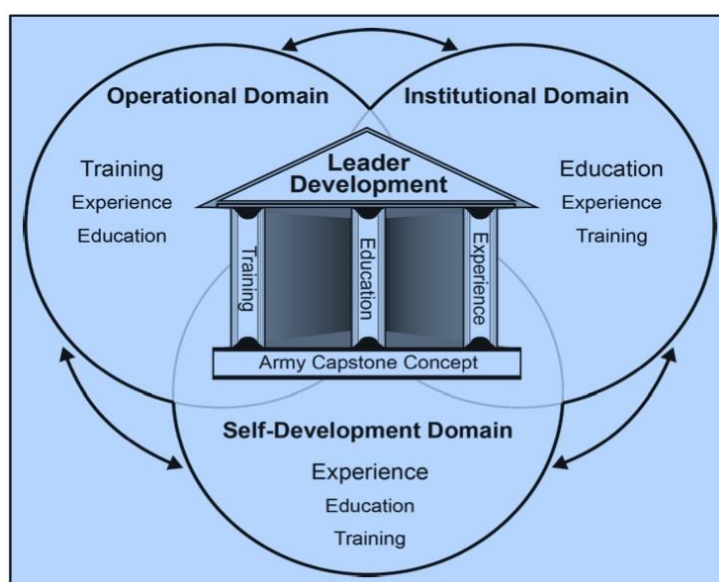 Operational Domain
Institutional Domain
Training
Experience
Education
Leader
Development
Education
Experience
Training
Training
Education
Experience
Army Capstone Concept
Self-Development Domain
Experience
Education
Training